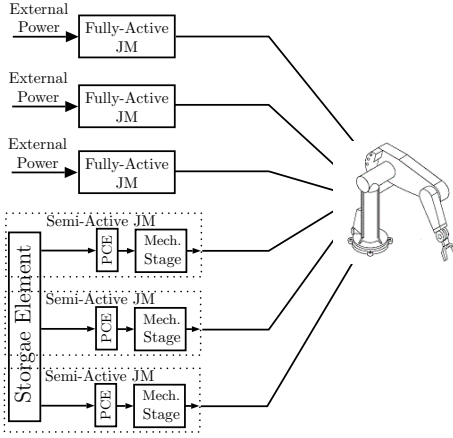 External
Power
Fully-Active
JM
External
Power
Fully-Active
JM
External
Power
Fully-Active
JM
Semi-Active JM
Storgae Element
PCE
Mech.
Stage
Semi-Active JM
PCE
Mech.
Stage
Semi-Active JM
PCE
Mech.
Stage